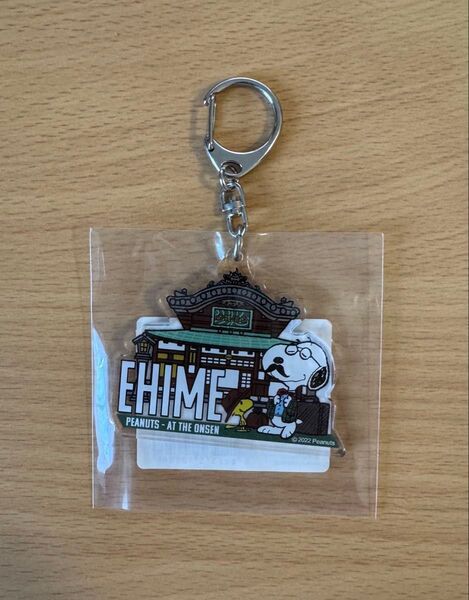 EHIME
PEANUTS - AT THE ONSEN
© 2022 Peanuts